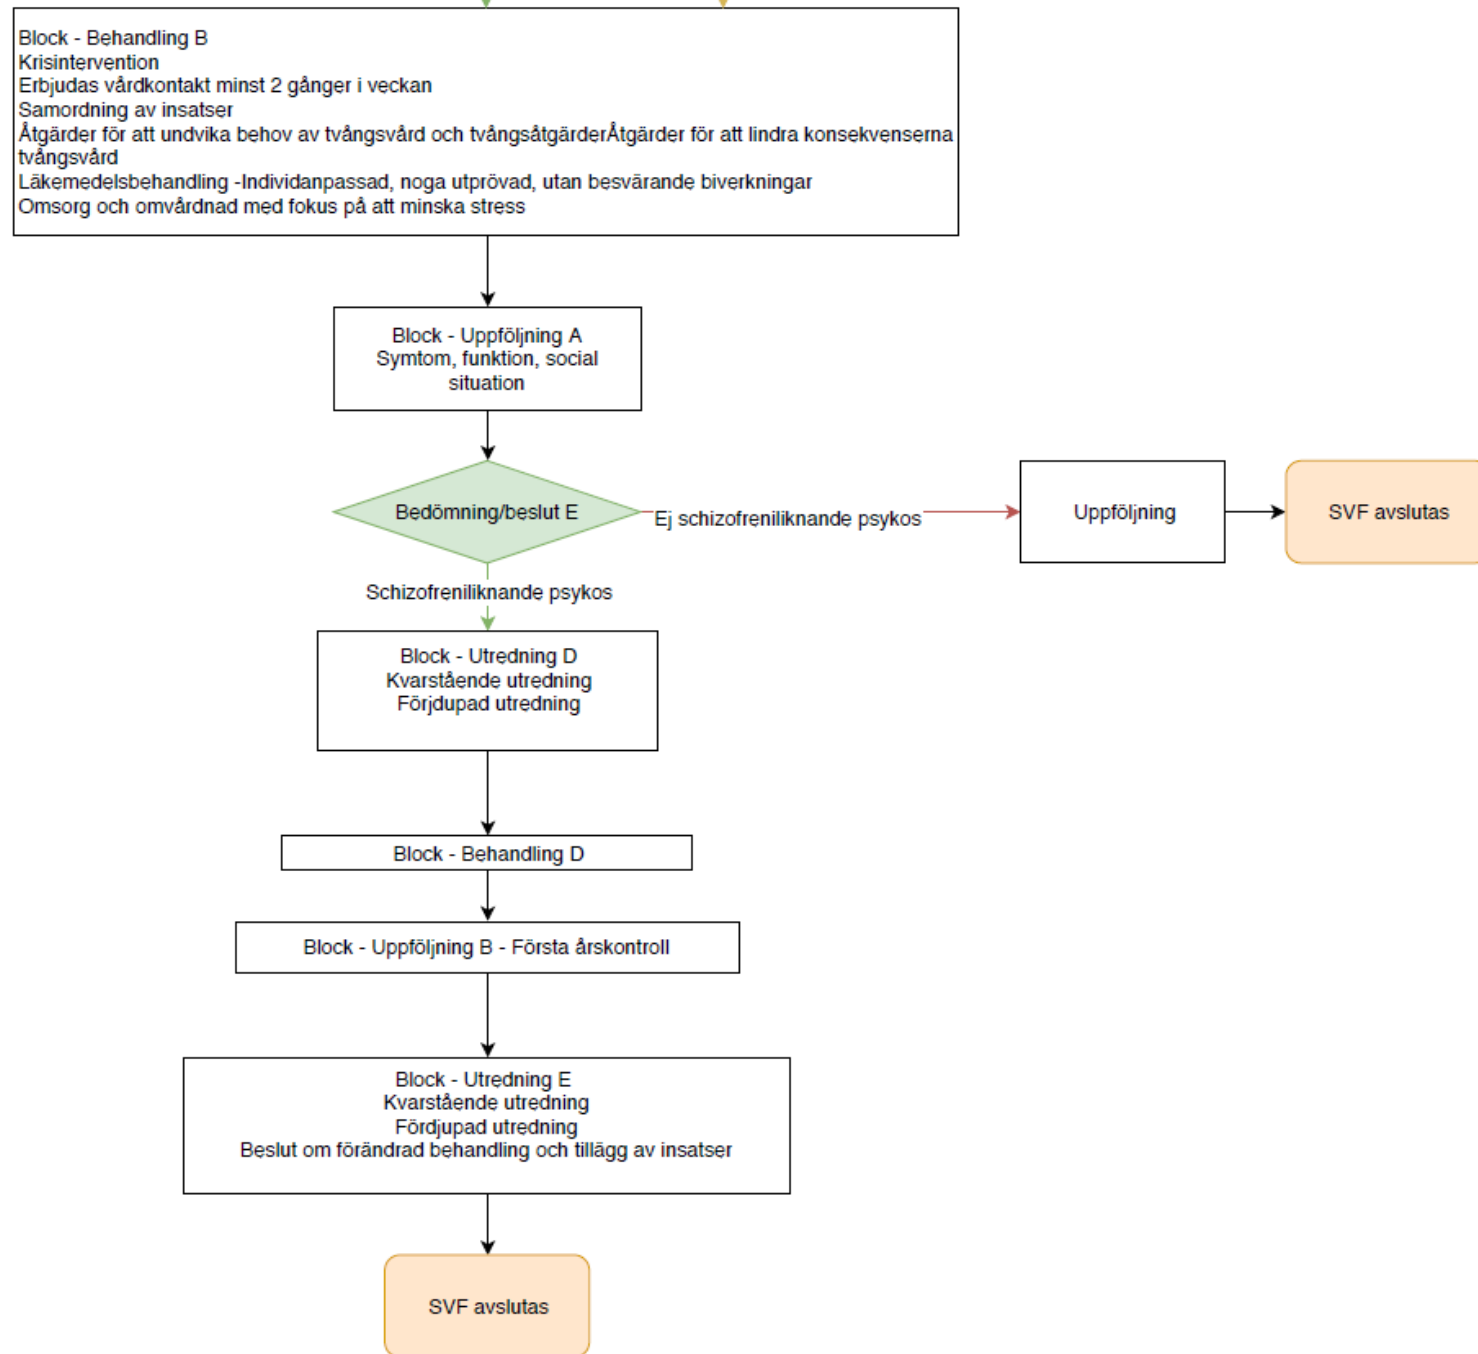 Block - Behandling B
Krisintervention
Erbjudas vårdkontakt minst 2 gånger i veckan
Samordning av insatser
Åtgärder för att undvika behov av tvångsvård och tvångsåtgärderÅtgärder för att lindra konsekvenserna
tvångsvård
Läkemedelsbehandling -Individanpassad, noga utprövad, utan besvärande biverkningar
Omsorg och omvårdnad med fokus på att minska stress
Block - Uppföljning A
Symtom, funktion, social
situation
Bedömning/beslut E
Ej schizofreniliknande psykos
Uppföljning
SVF avslutas
Schizofreniliknande psykos
Block - Utredning D
Kvarstående utredning
Förjdupad utredning
Block - Behandling D
Block - Uppföljning B - Första årskontroll
Block - Utredning E
Kvarstående utredning
Fördjupad utredning
Beslut om förändrad behandling och tillägg av insatser
SVF avslutas